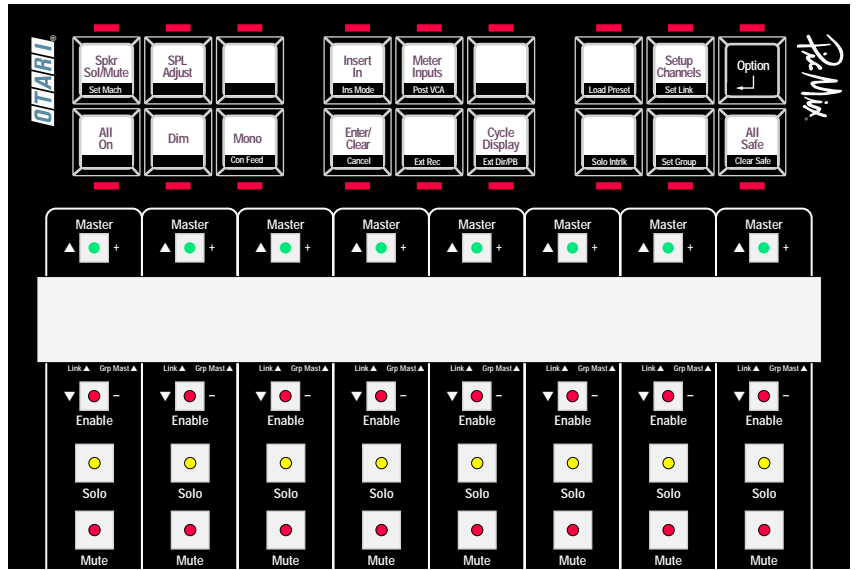 OTARI®
PicMix®
Spkr Sol/Mute
Set Mach
SPL Adjust
Insert In
Ins Mode
Meter Inputs
Post VCA
Load Preset
Setup Channels
Set Link
Option
All On
Dim
Mono
Con Feed
Enter/Clear
Cancel
Ext Rec
Cycle Display
Ext Dir/PB
Solo Intrlk
Set Group
All Safe
Clear Safe
Master Master Master Master Master Master Master Master
▲ + ▲ + ▲ + ▲ + ▲ + ▲ + ▲ + ▲ +
Link ▲ Grp Mast ▲ Link ▲ Grp Mast ▲ Link ▲ Grp Mast ▲ Link ▲ Grp Mast ▲ Link ▲ Grp Mast ▲ Link ▲ Grp Mast ▲ Link ▲ Grp Mast ▲ Link ▲ Grp Mast ▲
▼ − ▼ − ▼ − ▼ − ▼ − ▼ − ▼ − ▼ −
Enable Enable Enable Enable Enable Enable Enable Enable
Solo Solo Solo Solo Solo Solo Solo Solo
Mute Mute Mute Mute Mute Mute Mute Mute